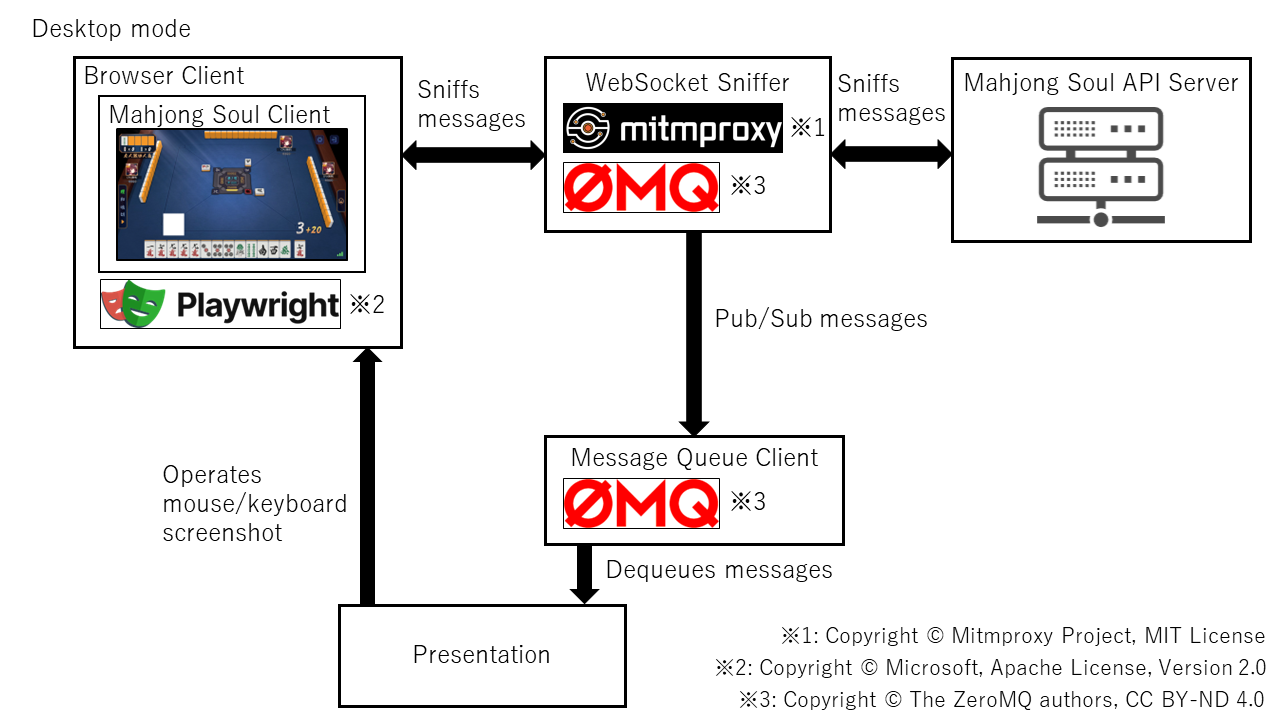 Desktop mode
Browser Client
Mahjong Soul Client
3+20
Playwright ※2
Sniffs
messages
WebSocket Sniffer
mitmproxy ※1
ØMQ ※3
Sniffs
messages
Mahjong Soul API Server
Pub/Sub messages
Operates
mouse/keyboard
screenshot
Message Queue Client
ØMQ ※3
Dequeues messages
Presentation
※1: Copyright © Mitmproxy Project, MIT License
※2: Copyright © Microsoft, Apache License, Version 2.0
※3: Copyright © The ZeroMQ authors, CC BY-ND 4.0